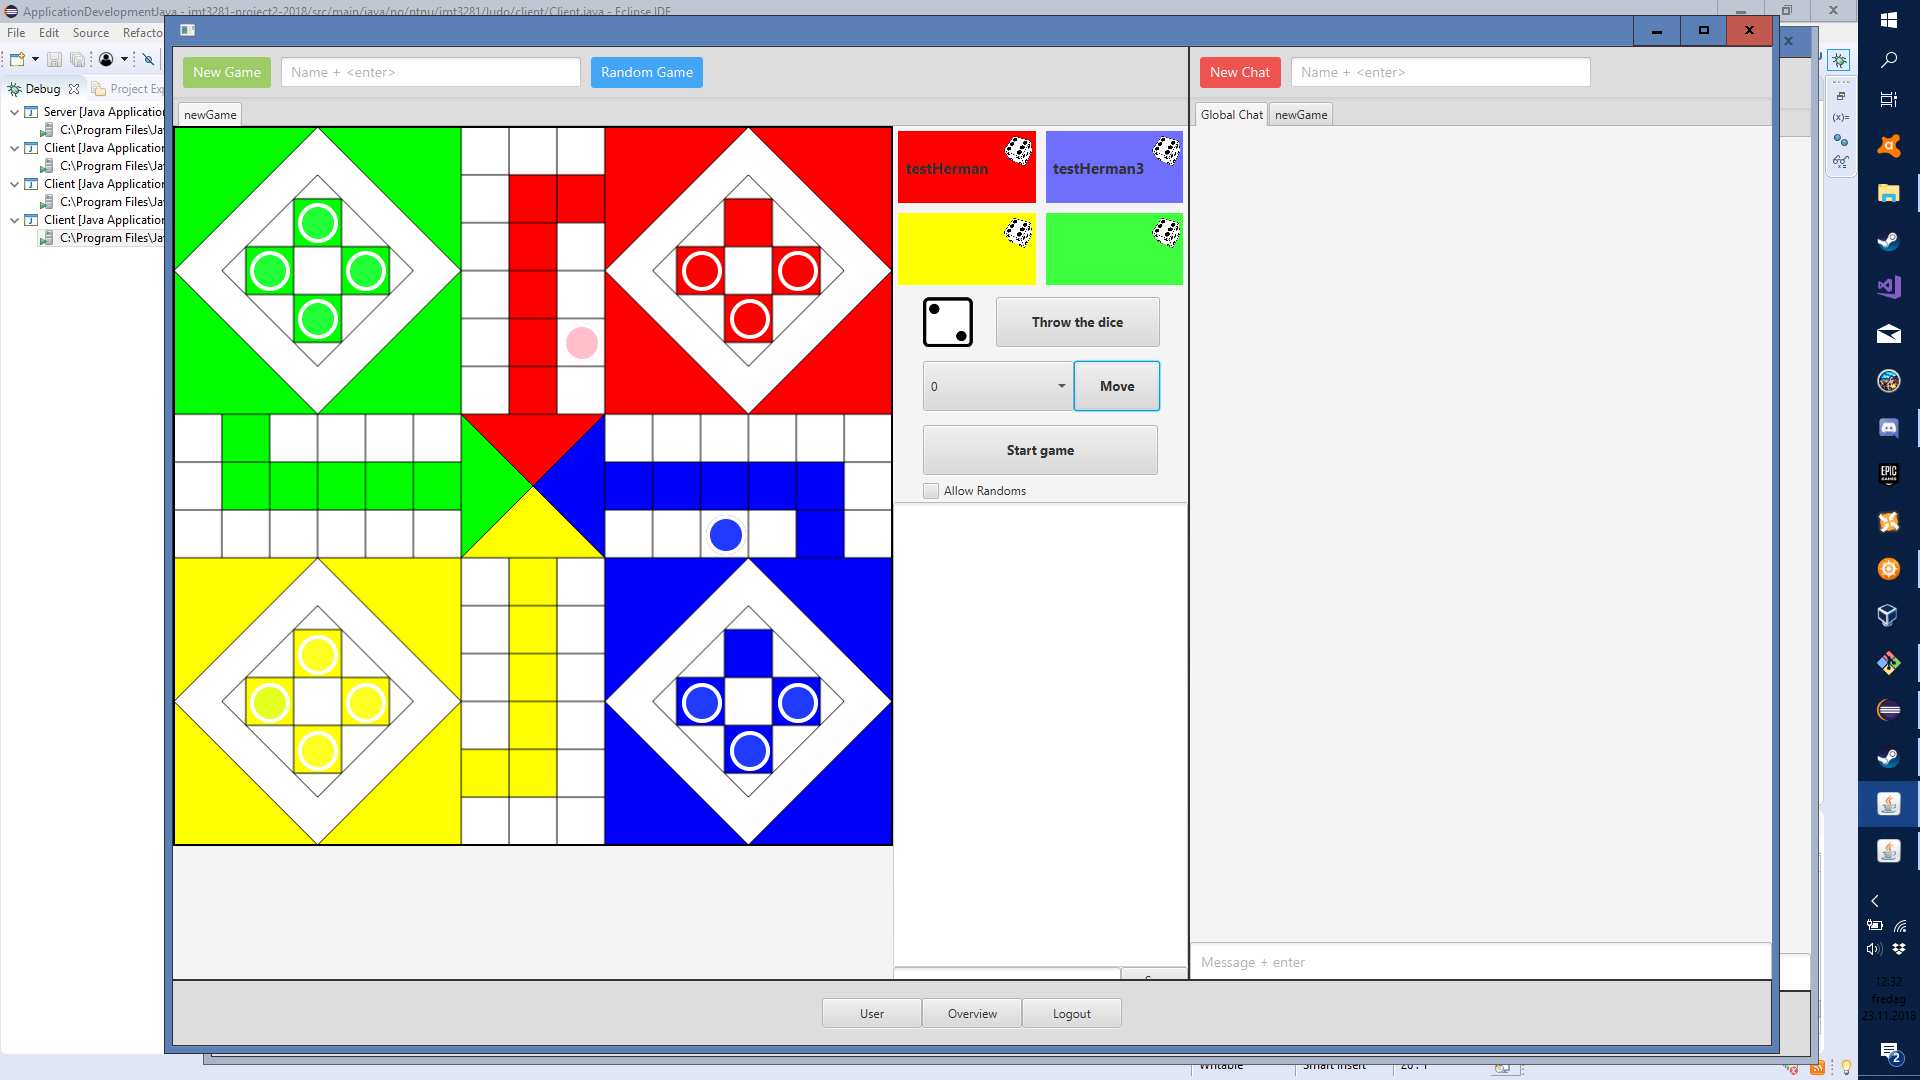 ApplicationDevelopmentJava - imt3281-project2-2018/src/main/java/no/ntnu/imt3281/ludo/client/Client.java - Eclipse IDE
File Edit Source Refacto
Debug Project Exp
Server [Java Application
C:\Program Files\Ja
Client [Java Application
C:\Program Files\Ja
Client [Java Application
C:\Program Files\Ja
Client [Java Application
C:\Program Files\Ja
New Game Name + <enter> Random Game
New Chat Name + <enter>
newGame
Global Chat newGame
testHerman testHerman3
Throw the dice
0 Move
Start game
Allow Randoms
Message + enter
User Overview Logout
Writable Smart Insert
EPIC GAMES
12:32
fredag
23.11.2018
2